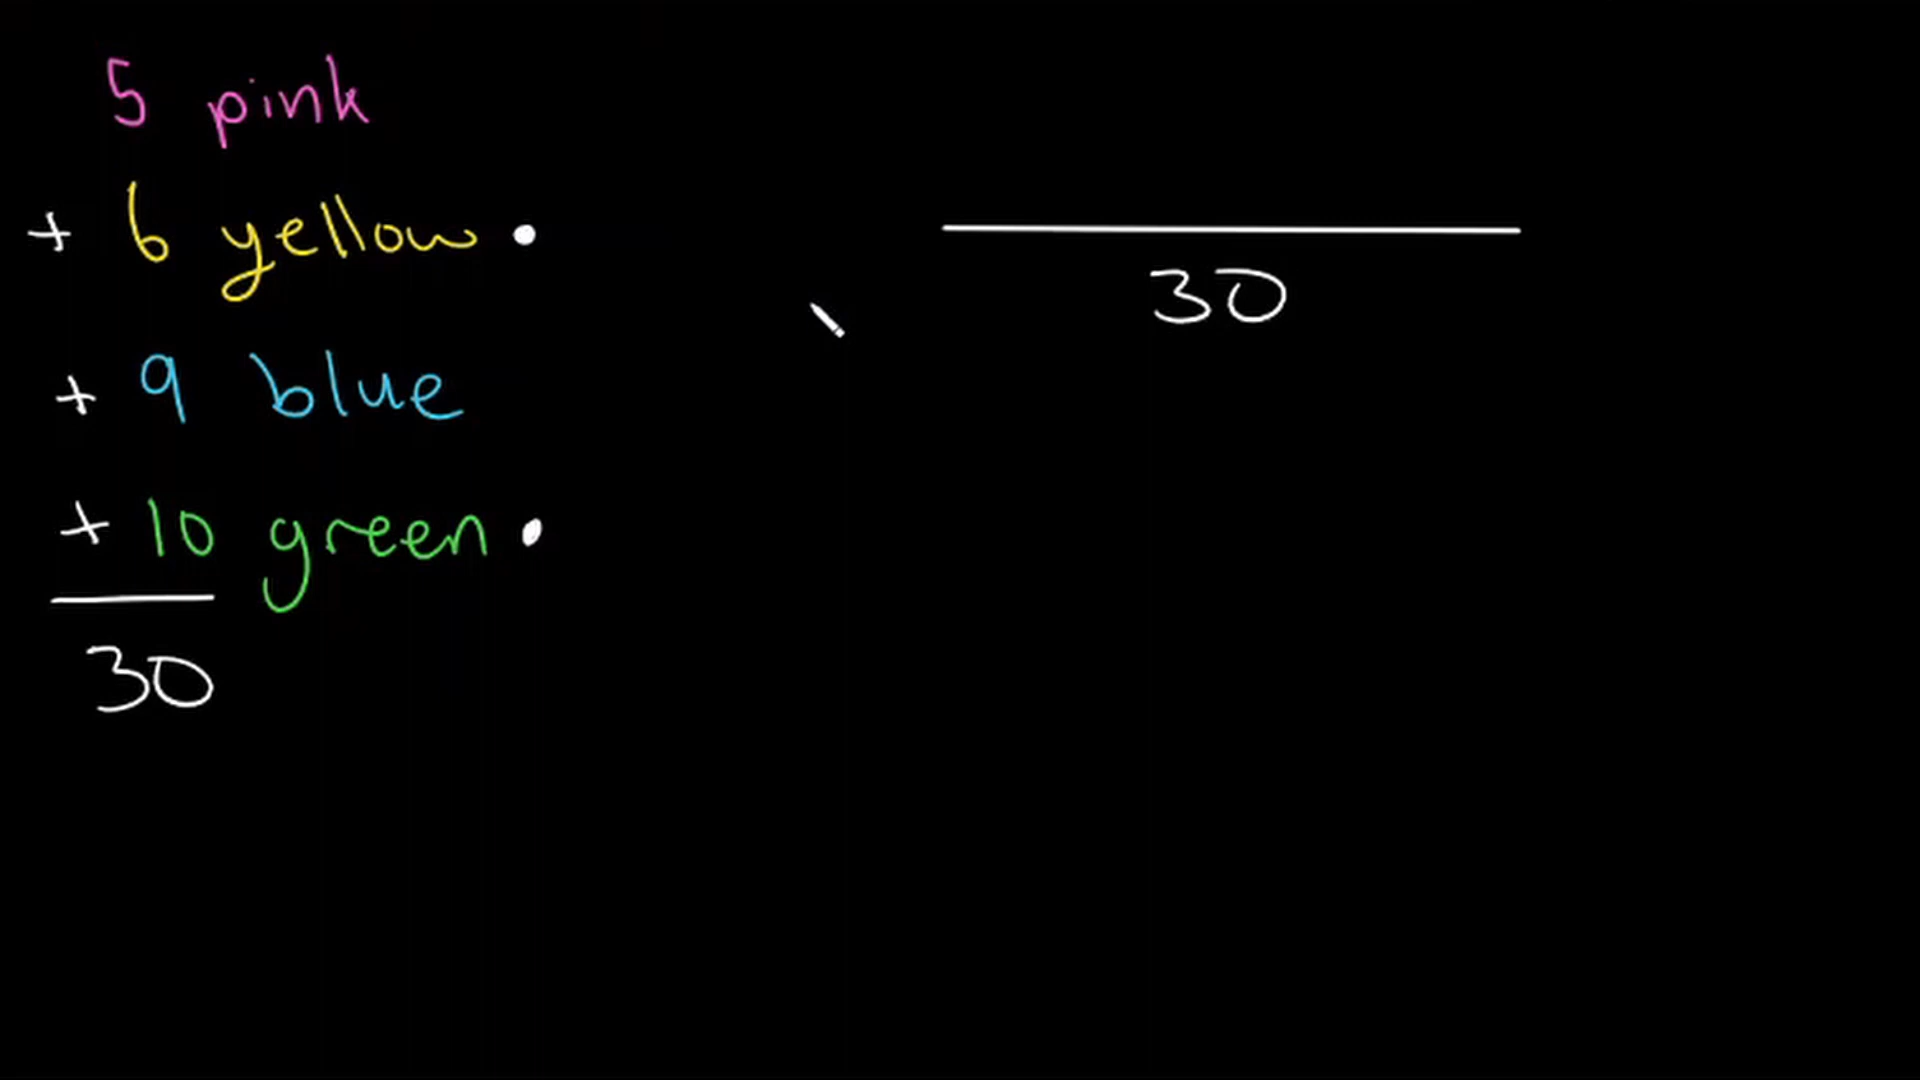 5 pink
+ 6 yellow •
+ 9 blue
+ 10 green •
30
30